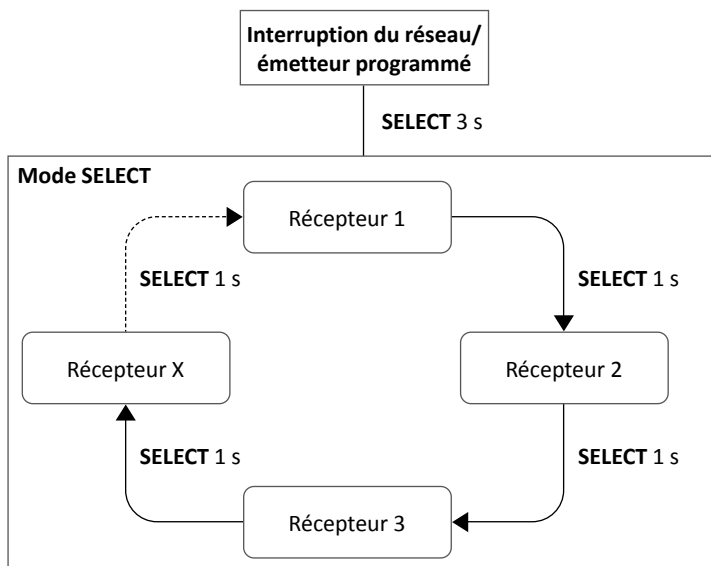 Interruption du réseau/
émetteur programmé
SELECT 3 s
Mode SELECT
Récepteur 1
SELECT 1 s
SELECT 1 s
Récepteur X
Récepteur 2
SELECT 1 s
SELECT 1 s
Récepteur 3